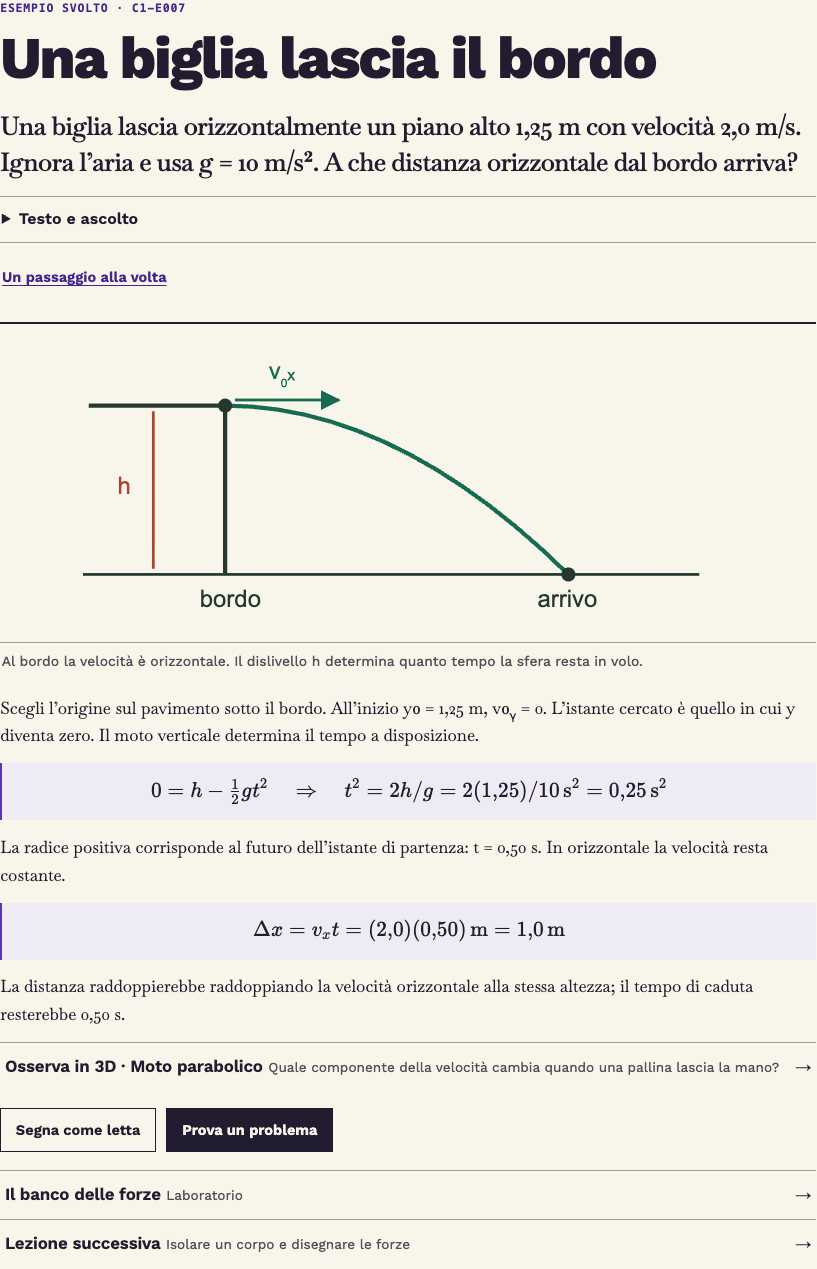 ESEMPIO SVOLTO · C1–E007
Una biglia lascia il bordo
Una biglia lascia orizzontalmente un piano alto 1,25 m con velocità 2,0 m/s.
Ignora l’aria e usa g = 10 m/s². A che distanza orizzontale dal bordo arriva?
▶ Testo e ascolto
Un passaggio alla volta
v₀x
h
bordo
arrivo
Al bordo la velocità è orizzontale. Il dislivello h determina quanto tempo la sfera resta in volo.
Scegli l’origine sul pavimento sotto il bordo. All’inizio y0 = 1,25 m, v0ᵧ = 0. L’istante cercato è quello in cui y
diventa zero. Il moto verticale determina il tempo a disposizione.
0 = h − ½gt² ⇒ t² = 2h/g = 2(1,25)/10 s² = 0,25 s²
La radice positiva corrisponde al futuro dell’istante di partenza: t = 0,50 s. In orizzontale la velocità resta
costante.
Δx = vₓt = (2,0)(0,50) m = 1,0 m
La distanza raddoppierebbe raddoppiando la velocità orizzontale alla stessa altezza; il tempo di caduta
resterebbe 0,50 s.
Osserva in 3D · Moto parabolico Quale componente della velocità cambia quando una pallina lascia la mano? →
Segna come letta Prova un problema
Il banco delle forze Laboratorio →
Lezione successiva Isolare un corpo e disegnare le forze →